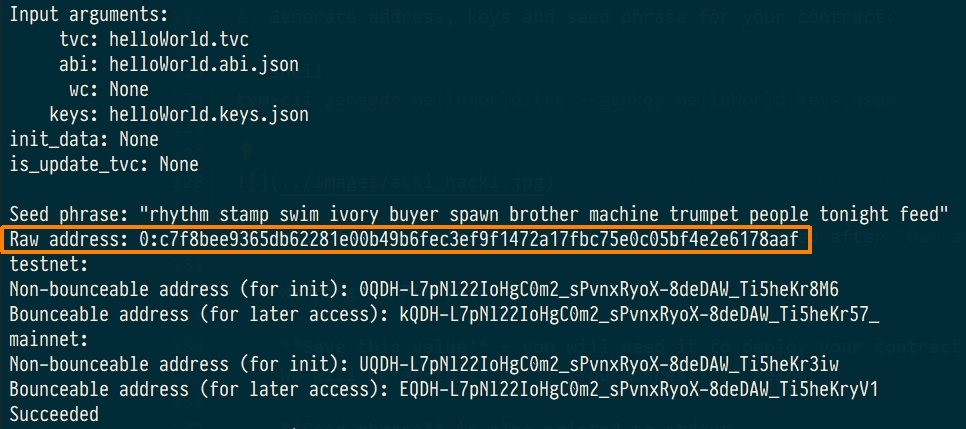 Input arguments:
tvc: helloWorld.tvc
abi: helloWorld.abi.json
wc: None
keys: helloWorld.keys.json
init_data: None
is_update_tvc: None
Seed phrase: "rhythm stamp swim ivory buyer spawn brother machine trumpet people tonight feed"
Raw address: 0:c7f8bee9365db62281e00b49b6fec3ef9f1472a17fbc75e0c05bf4e2e6178aaf
testnet:
Non-bounceable address (for init): 0QDH-L7pNl22IoHgC0m2_sPvnxRyoX-8deDAW_Ti5heKr8M6
Bounceable address (for later access): kQDH-L7pNl22IoHgC0m2_sPvnxRyoX-8deDAW_Ti5heKr57_
mainnet:
Non-bounceable address (for init): UQDH-L7pNl22IoHgC0m2_sPvnxRyoX-8deDAW_Ti5heKr3iw
Bounceable address (for later access): EQDH-L7pNl22IoHgC0m2_sPvnxRyoX-8deDAW_Ti5heKryV1
Succeeded